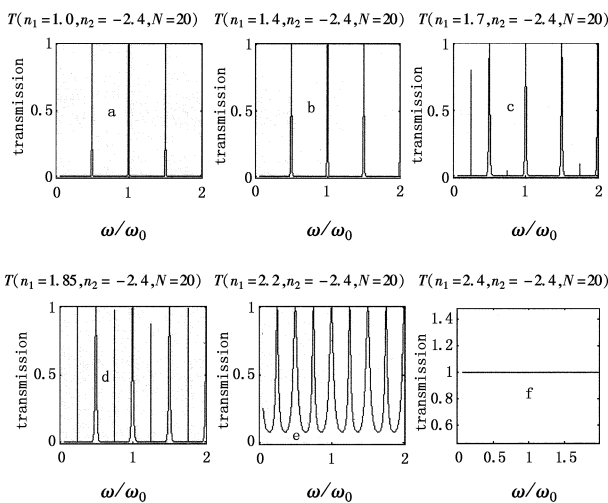 T(n₁=1.0,n₂=−2.4,N=20) T(n₁=1.4,n₂=−2.4,N=20) T(n₁=1.7,n₂=−2.4,N=20)
transmission
1
0.5
0
a
0 1 2
ω/ω₀
transmission
1
0.5
0
b
0 1 2
ω/ω₀
transmission
1
0.5
0
c
0 1 2
ω/ω₀
T(n₁=1.85,n₂=−2.4,N=20) T(n₁=2.2,n₂=−2.4,N=20) T(n₁=2.4,n₂=−2.4,N=20)
transmission
1
0.5
0
d
0 1 2
ω/ω₀
transmission
1
0.5
0
e
0 1 2
ω/ω₀
transmission
1.4
1.2
1
0.8
0.6
f
0 0.5 1 1.5
ω/ω₀